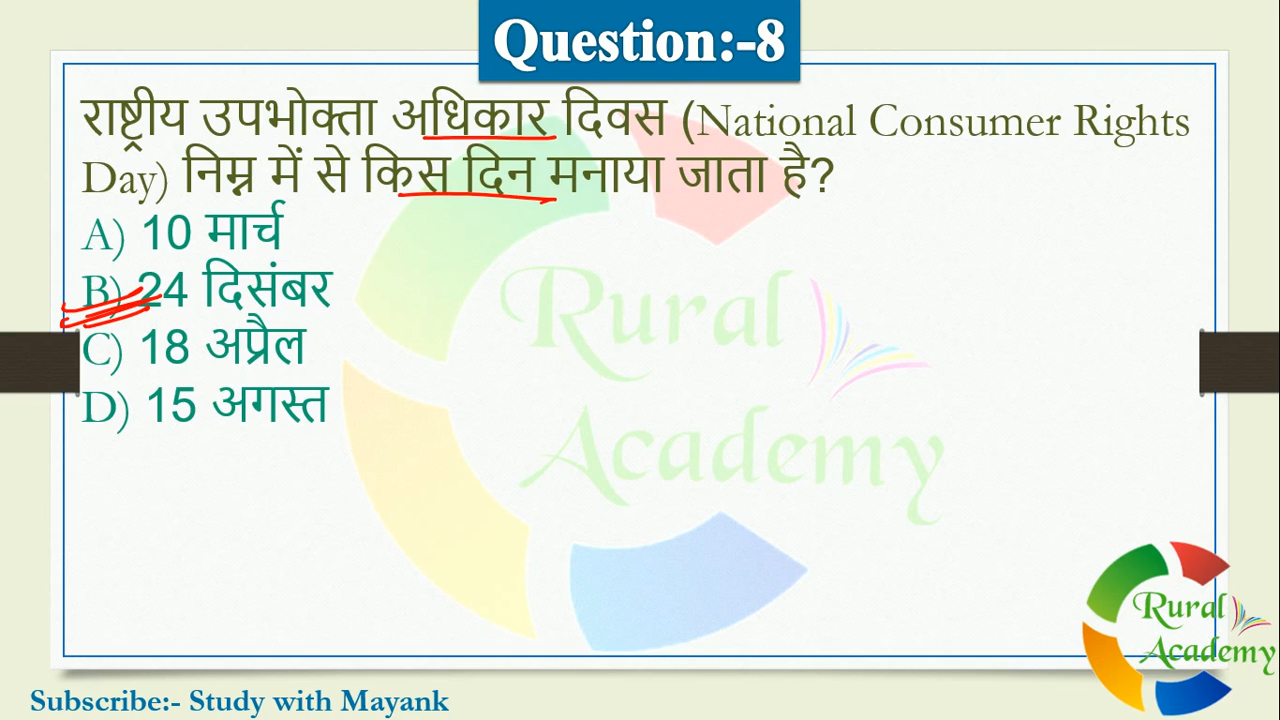 Question:-8
राष्ट्रीय उपभोक्ता अधिकार दिवस (National Consumer Rights
Day) निम्न में से किस दिन मनाया जाता है?
A) 10 मार्च
B) 24 दिसंबर
C) 18 अप्रैल
D) 15 अगस्त
Rural
Academy
Rural
Academy
Subscribe:- Study with Mayank